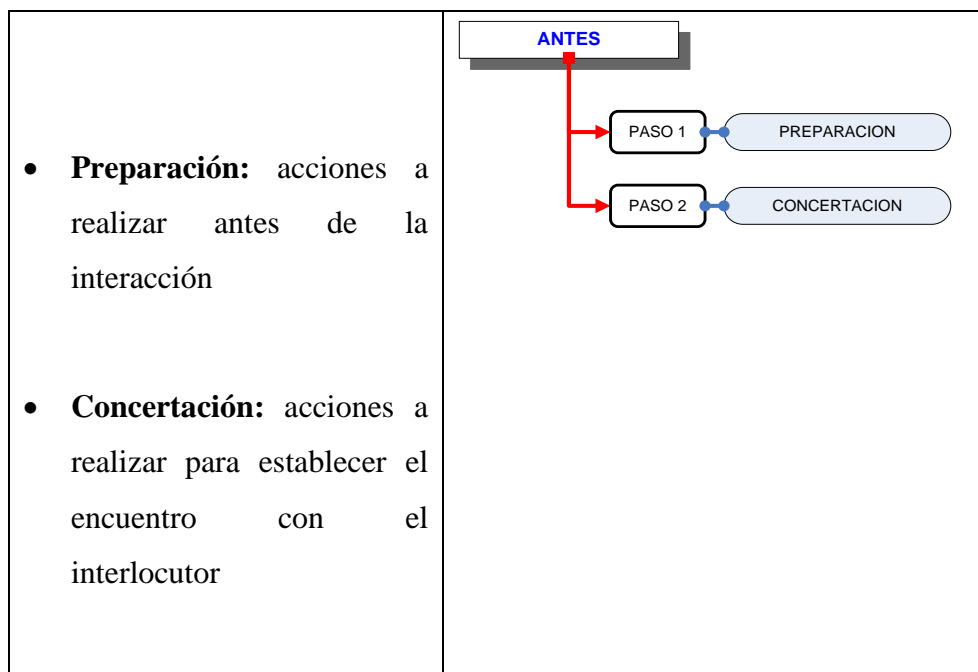 • Preparación: acciones a
realizar antes de la
interacción
• Concertación: acciones a
realizar para establecer el
encuentro con el
interlocutor
ANTES
PASO 1 PREPARACION
PASO 2 CONCERTACION